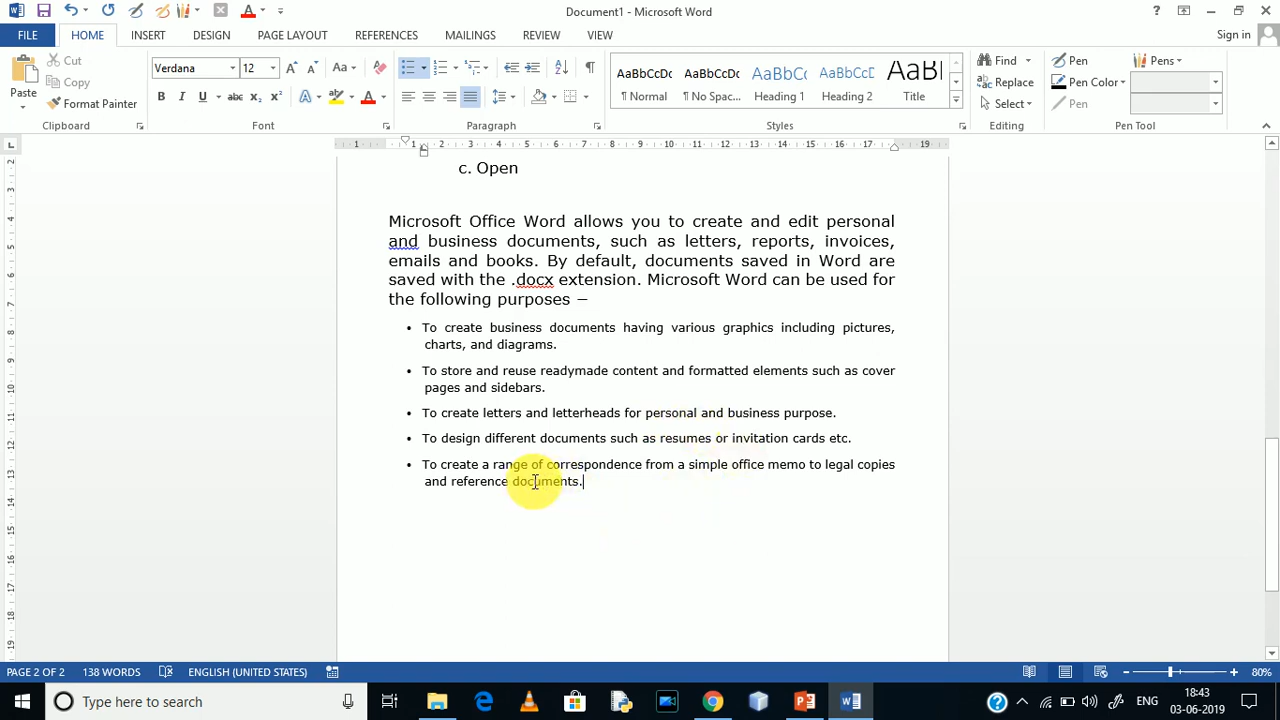 Document1 - Microsoft Word
Sign in
FILE HOME INSERT DESIGN PAGE LAYOUT REFERENCES MAILINGS REVIEW VIEW
Paste
Cut
Copy
Format Painter
Clipboard
Verdana 12
Font
Paragraph
AaBbCcDc AaBbCcDc AaBbCc AaBbCcD AaBI
¶ Normal ¶ No Spac... Heading 1 Heading 2 Title
Styles
Find
Replace
Select
Editing
Pen Pens
Pen Color
Pen
Pen Tool
c. Open
Microsoft Office Word allows you to create and edit personal
and business documents, such as letters, reports, invoices,
emails and books. By default, documents saved in Word are
saved with the .docx extension. Microsoft Word can be used for
the following purposes −
• To create business documents having various graphics including pictures,
charts, and diagrams.
• To store and reuse readymade content and formatted elements such as cover
pages and sidebars.
• To create letters and letterheads for personal and business purpose.
• To design different documents such as resumes or invitation cards etc.
• To create a range of correspondence from a simple office memo to legal copies
and reference documents.
PAGE 2 OF 2 138 WORDS ENGLISH (UNITED STATES) 80%
Type here to search
ENG
18:43
03-06-2019